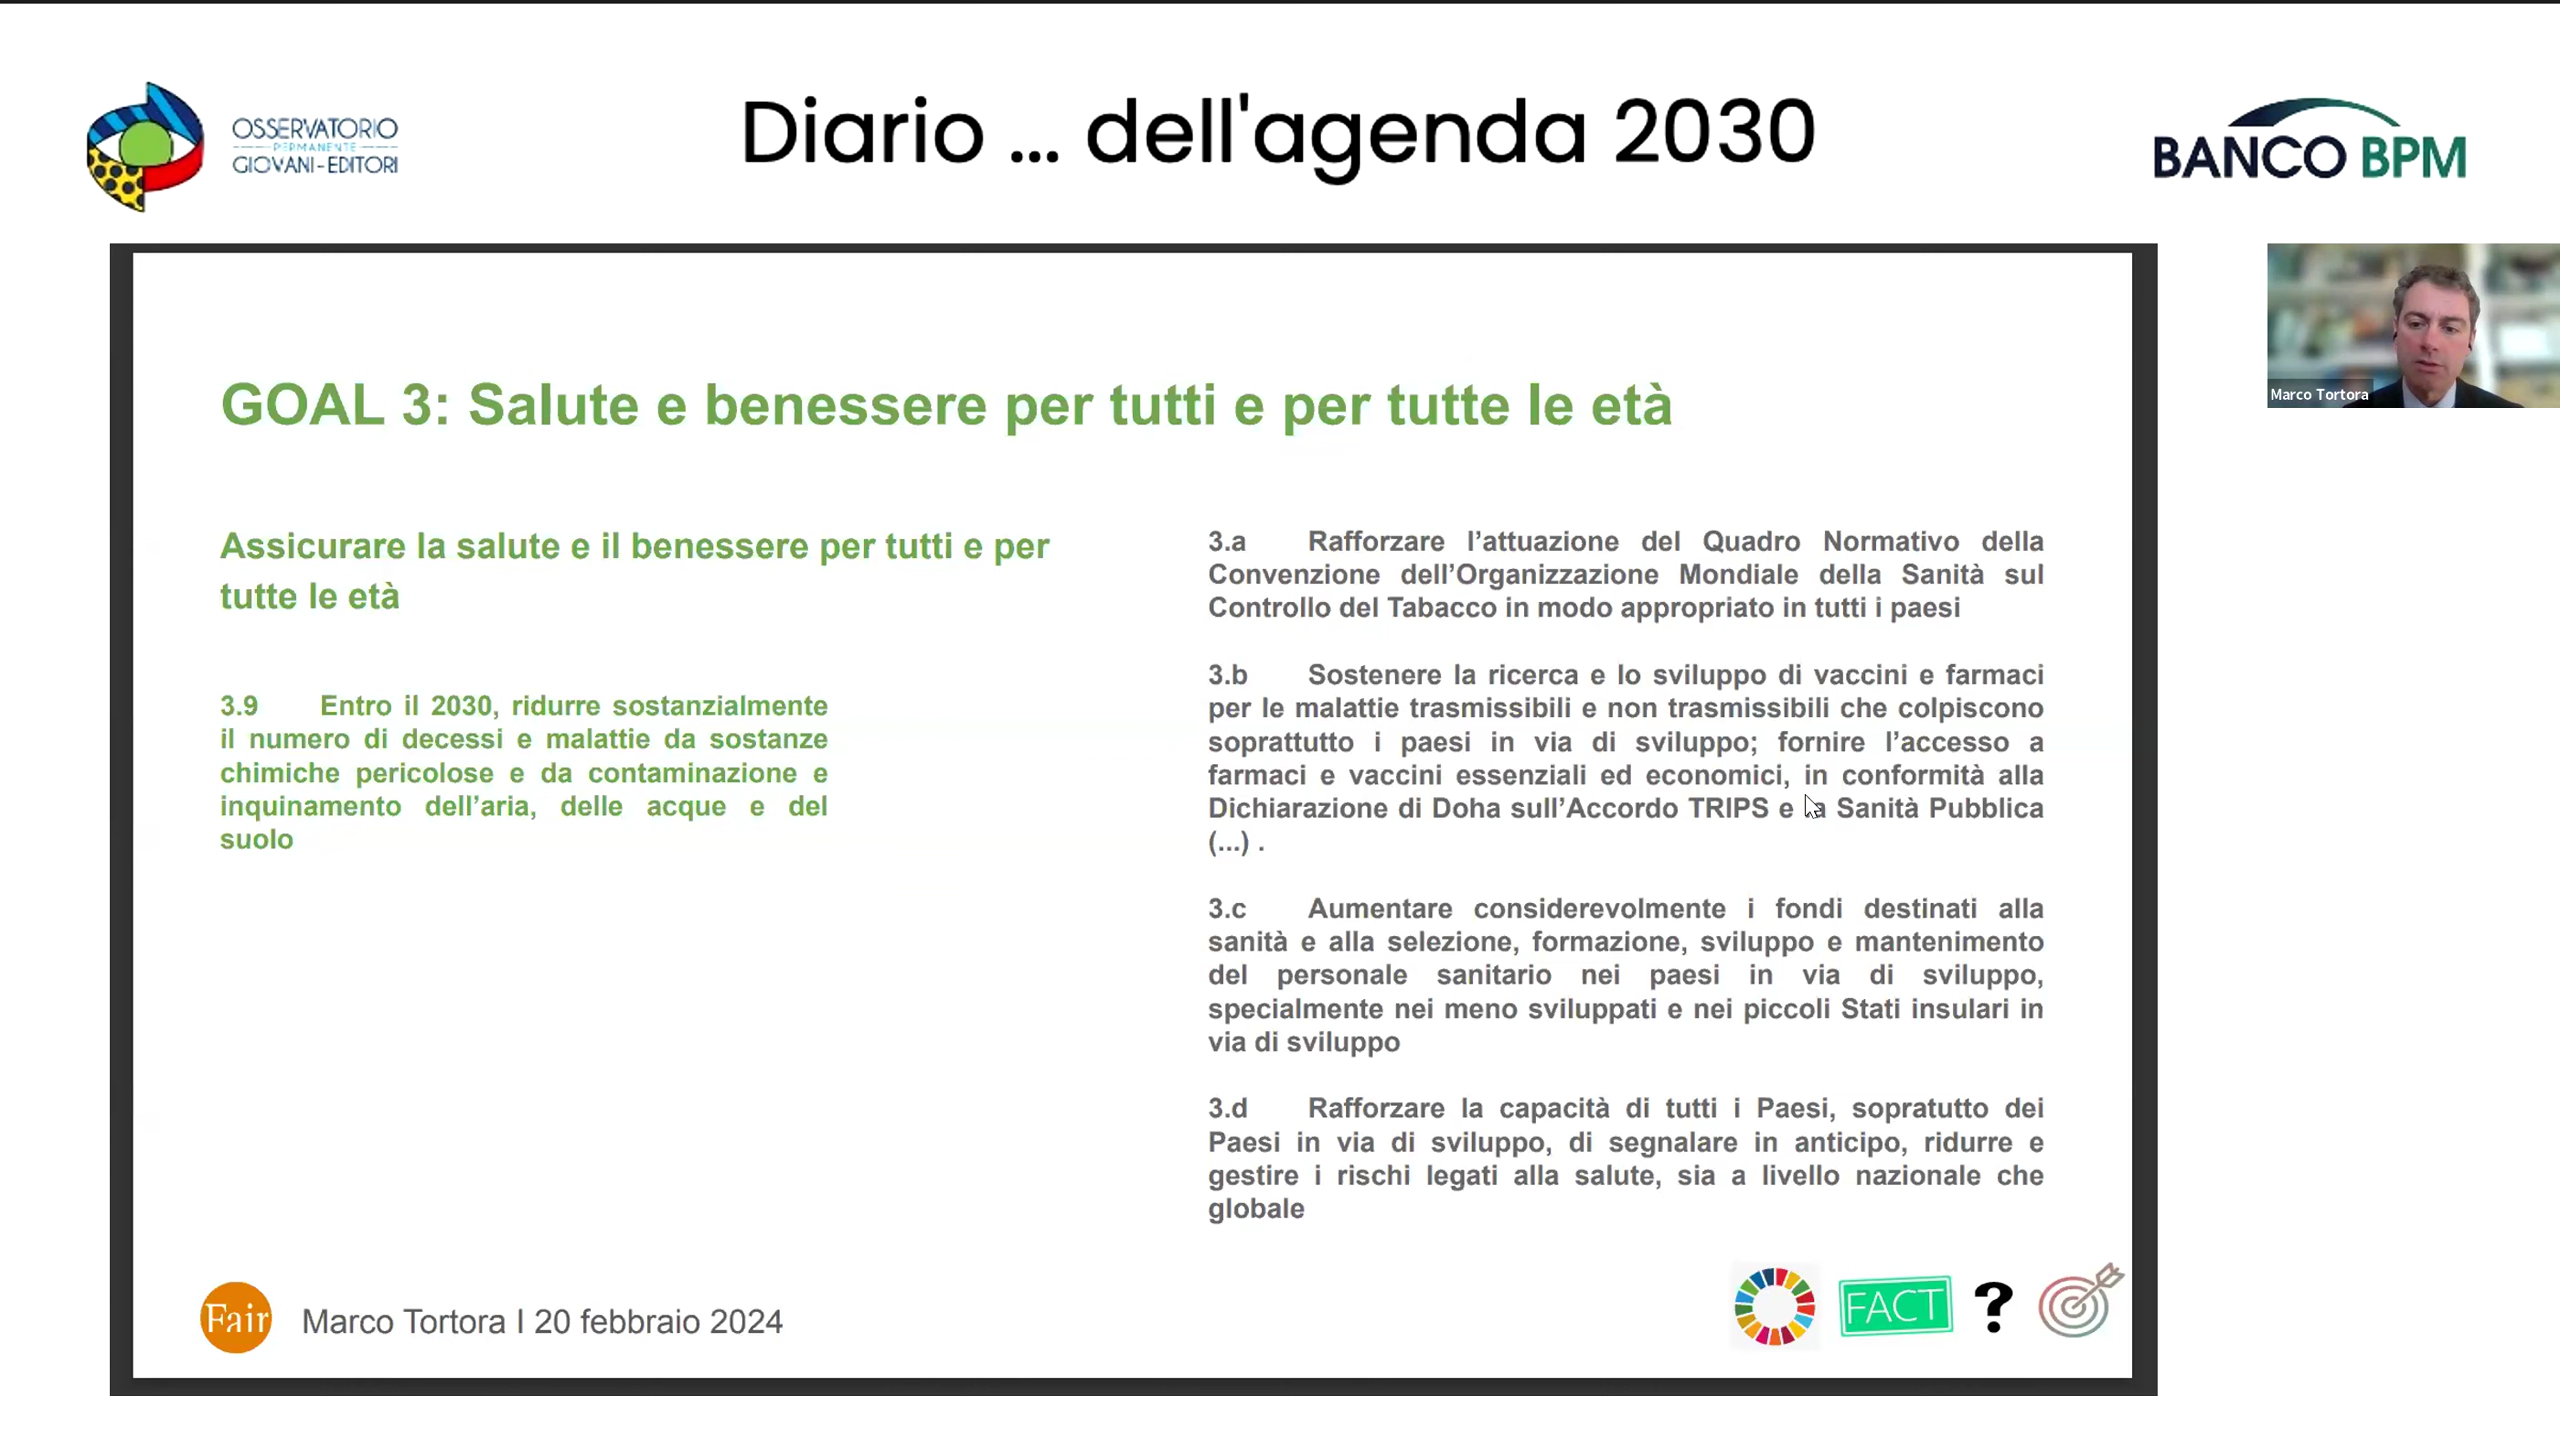 OSSERVATORIO
PERMANENTE
GIOVANI-EDITORI
Diario ... dell'agenda 2030
BANCO BPM
Marco Tortora
GOAL 3: Salute e benessere per tutti e per tutte le età
Assicurare la salute e il benessere per tutti e per
tutte le età
3.9 Entro il 2030, ridurre sostanzialmente
il numero di decessi e malattie da sostanze
chimiche pericolose e da contaminazione e
inquinamento dell’aria, delle acque e del
suolo
3.a Rafforzare l’attuazione del Quadro Normativo della
Convenzione dell’Organizzazione Mondiale della Sanità sul
Controllo del Tabacco in modo appropriato in tutti i paesi
3.b Sostenere la ricerca e lo sviluppo di vaccini e farmaci
per le malattie trasmissibili e non trasmissibili che colpiscono
soprattutto i paesi in via di sviluppo; fornire l’accesso a
farmaci e vaccini essenziali ed economici, in conformità alla
Dichiarazione di Doha sull’Accordo TRIPS e la Sanità Pubblica
(...) .
3.c Aumentare considerevolmente i fondi destinati alla
sanità e alla selezione, formazione, sviluppo e mantenimento
del personale sanitario nei paesi in via di sviluppo,
specialmente nei meno sviluppati e nei piccoli Stati insulari in
via di sviluppo
3.d Rafforzare la capacità di tutti i Paesi, sopratutto dei
Paesi in via di sviluppo, di segnalare in anticipo, ridurre e
gestire i rischi legati alla salute, sia a livello nazionale che
globale
Fair
Marco Tortora I 20 febbraio 2024
FACT
?